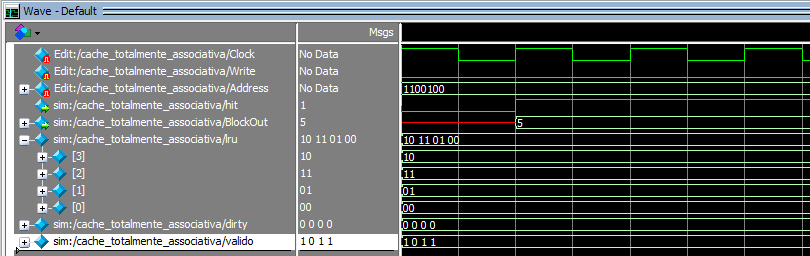 Wave - Default
Msgs
Edit:/cache_totalmente_associativa/Clock No Data
Edit:/cache_totalmente_associativa/Write No Data
Edit:/cache_totalmente_associativa/Address No Data 1100100
sim:/cache_totalmente_associativa/hit 1
sim:/cache_totalmente_associativa/BlockOut 5 5
sim:/cache_totalmente_associativa/lru 10 11 01 00 10 11 01 00
[3] 10 10
[2] 11 11
[1] 01 01
[0] 00 00
sim:/cache_totalmente_associativa/dirty 0 0 0 0 0 0 0 0
sim:/cache_totalmente_associativa/valido 1 0 1 1 1 0 1 1